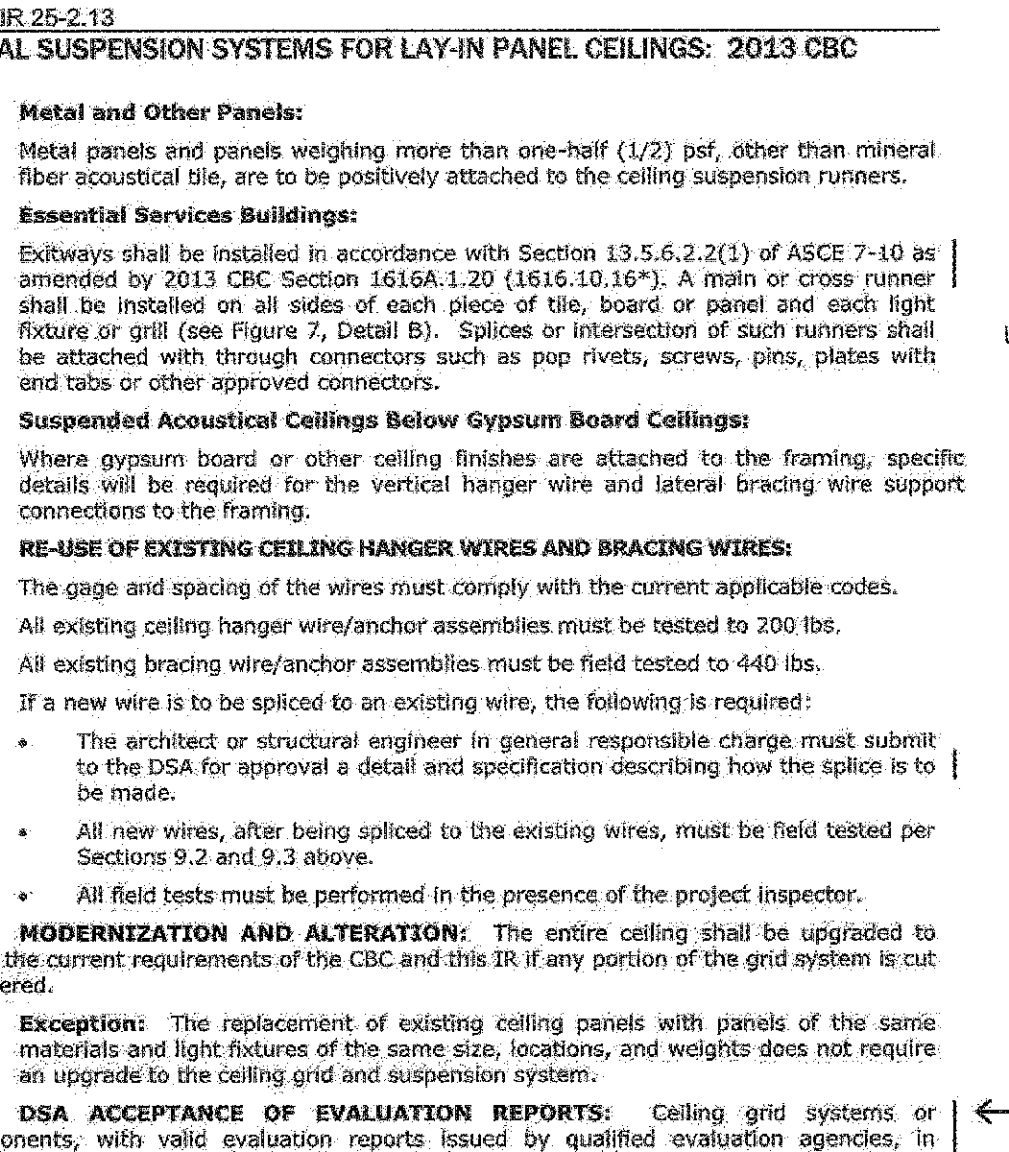 IR 25-2.13
AL SUSPENSION SYSTEMS FOR LAY-IN PANEL CEILINGS: 2013 CBC
Metal and Other Panels:
Metal panels and panels weighing more than one-half (1/2) psf, other than mineral
fiber acoustical tile, are to be positively attached to the ceiling suspension runners.
Essential Services Buildings:
Exitways shall be installed in accordance with Section 13.5.6.2.2(1) of ASCE 7-10 as
amended by 2013 CBC Section 1616A.1.20 (1616.10.16*). A main or cross runner
shall be installed on all sides of each piece of tile, board or panel and each light
fixture or grill (see Figure 7, Detail B). Splices or intersection of such runners shall
be attached with through connectors such as pop rivets, screws, pins, plates with
end tabs or other approved connectors.
Suspended Acoustical Ceilings Below Gypsum Board Ceilings:
Where gypsum board or other ceiling finishes are attached to the framing, specific
details will be required for the vertical hanger wire and lateral bracing wire support
connections to the framing.
RE-USE OF EXISTING CEILING HANGER WIRES AND BRACING WIRES:
The gage and spacing of the wires must comply with the current applicable codes.
All existing ceiling hanger wire/anchor assemblies must be tested to 200 lbs.
All existing bracing wire/anchor assemblies must be field tested to 440 lbs.
If a new wire is to be spliced to an existing wire, the following is required:
• The architect or structural engineer in general responsible charge must submit
to the DSA for approval a detail and specification describing how the splice is to
be made.
• All new wires, after being spliced to the existing wires, must be field tested per
Sections 9.2 and 9.3 above.
• All field tests must be performed in the presence of the project inspector.
MODERNIZATION AND ALTERATION: The entire ceiling shall be upgraded to
the current requirements of the CBC and this IR if any portion of the grid system is cut
ered.
Exception: The replacement of existing ceiling panels with panels of the same
materials and light fixtures of the same size, locations, and weights does not require
an upgrade to the ceiling grid and suspension system.
DSA ACCEPTANCE OF EVALUATION REPORTS: Ceiling grid systems or
onents, with valid evaluation reports issued by qualified evaluation agencies, in